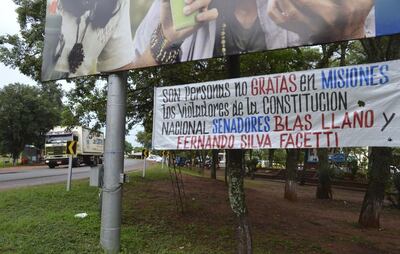 SON PERSONAS NO GRATAS EN MISIONES
LOS VIOLADORES DE LA CONSTITUCION
NACIONAL SENADORES BLAS LLANO Y
FERNANDO SILVA FACETTI